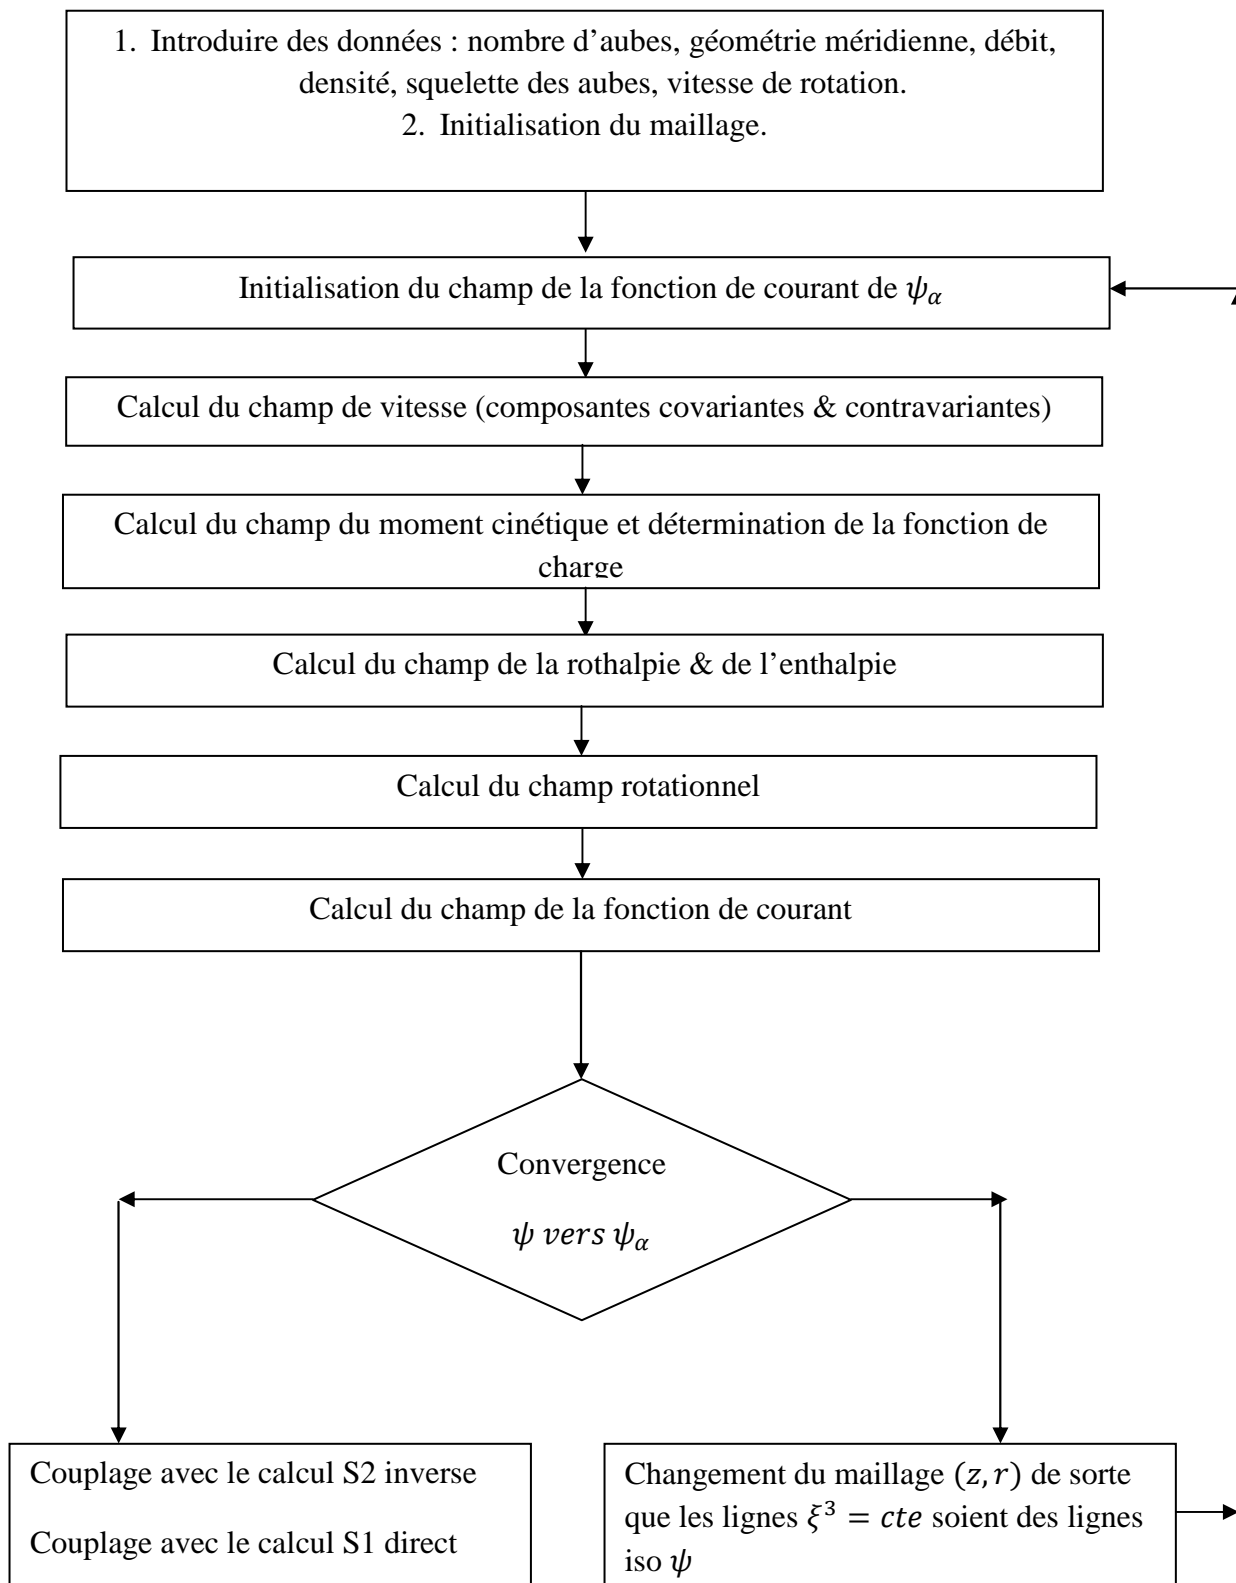 1. Introduire des données : nombre d’aubes, géométrie méridienne, débit,
densité, squelette des aubes, vitesse de rotation.
2. Initialisation du maillage.
Initialisation du champ de la fonction de courant de ψα
Calcul du champ de vitesse (composantes covariantes & contravariantes)
Calcul du champ du moment cinétique et détermination de la fonction de
charge
Calcul du champ de la rothalpie & de l’enthalpie
Calcul du champ rotationnel
Calcul du champ de la fonction de courant
Convergence
ψ vers ψα
Couplage avec le calcul S2 inverse
Couplage avec le calcul S1 direct
Changement du maillage (z, r) de sorte
que les lignes ξ³ = cte soient des lignes
iso ψ